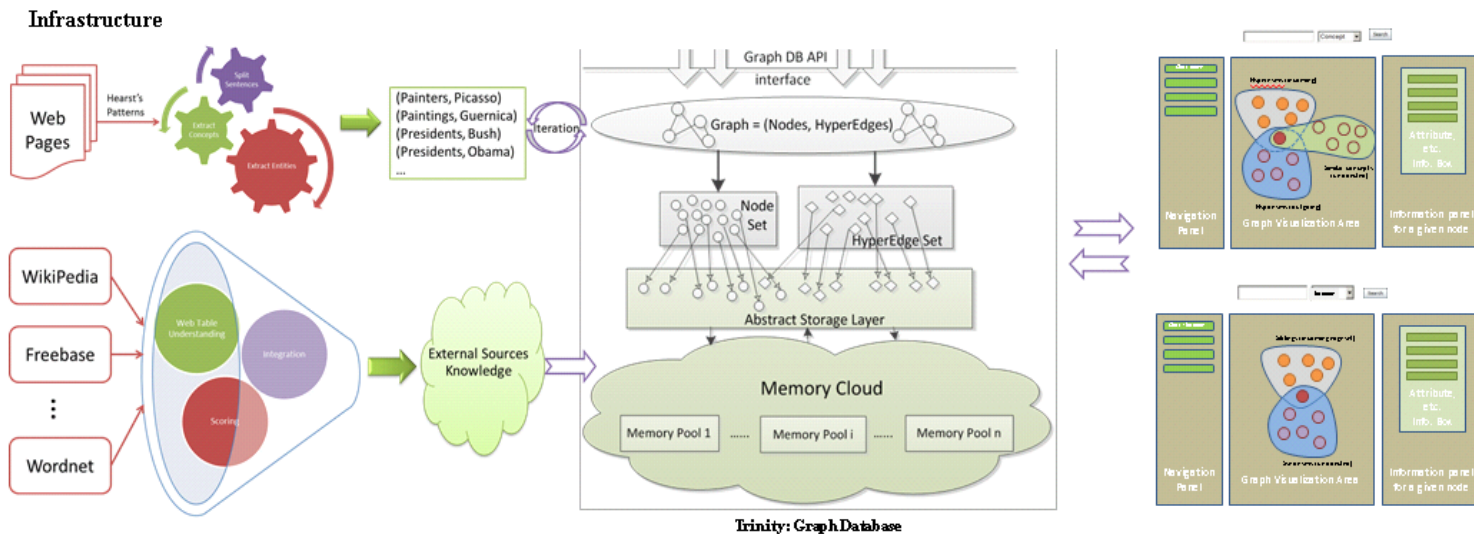 Infrastructure
Web
Pages
Hearst's
Patterns
Split
Sentences
Extract
Concepts
Extract Entities
(Painters, Picasso)
(Paintings, Guernica)
(Presidents, Bush)
(Presidents, Obama)
...
Iteration
WikiPedia
Freebase
...
Wordnet
Web Table
Understanding
Integration
Scoring
External Sources
Knowledge
Graph DB API
interface
Graph = (Nodes, HyperEdges)
Node
Set
HyperEdge Set
Abstract Storage Layer
Memory Cloud
Memory Pool 1
......
Memory Pool i
......
Memory Pool n
Trinity: Graph Database
Concept
Search
Attribute,
etc.
Info. Box
Navigation
Panel
Graph Visualization Area
Information panel
for a given node
Search
Attribute,
etc.
Info. Box
Navigation
Panel
Graph Visualization Area
Information panel
for a given node